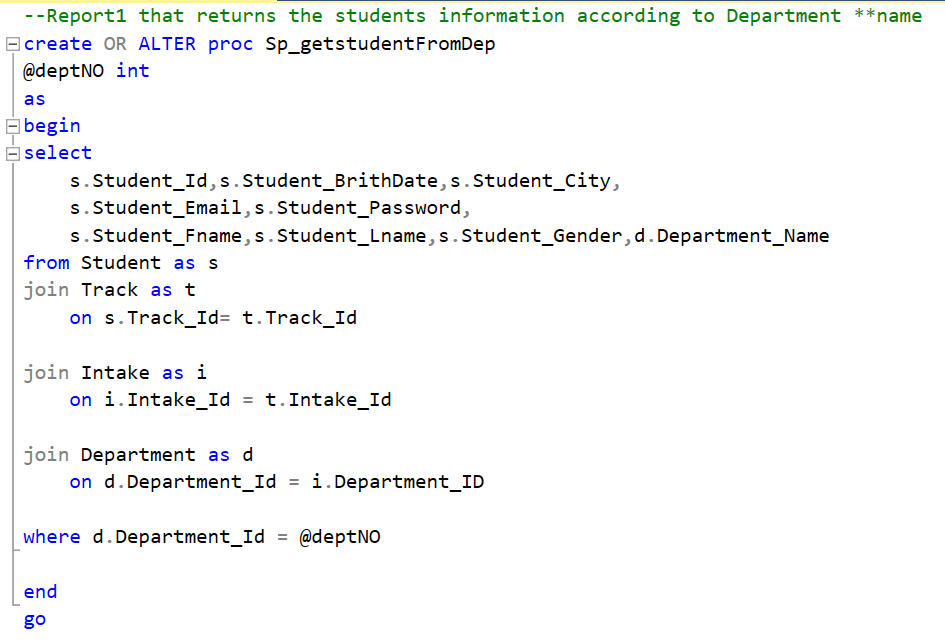 --Report1 that returns the students information according to Department **name
create OR ALTER proc Sp_getstudentFromDep
@deptNO int
as
begin
select
s.Student_Id,s.Student_BrithDate,s.Student_City,
s.Student_Email,s.Student_Password,
s.Student_Fname,s.Student_Lname,s.Student_Gender,d.Department_Name
from Student as s
join Track as t
on s.Track_Id= t.Track_Id
join Intake as i
on i.Intake_Id = t.Intake_Id
join Department as d
on d.Department_Id = i.Department_ID
where d.Department_Id = @deptNO
end
go